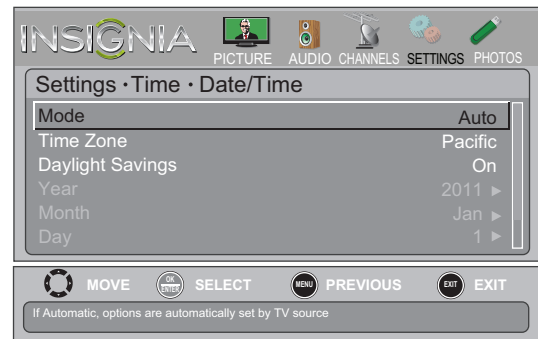 INSIGNIA
PICTURE AUDIO CHANNELS SETTINGS PHOTOS
Settings · Time · Date/Time
Mode Auto
Time Zone Pacific
Daylight Savings On
Year 2011 ►
Month Jan ►
Day 1 ►
MOVE OK ENTER SELECT MENU PREVIOUS EXIT EXIT
If Automatic, options are automatically set by TV source